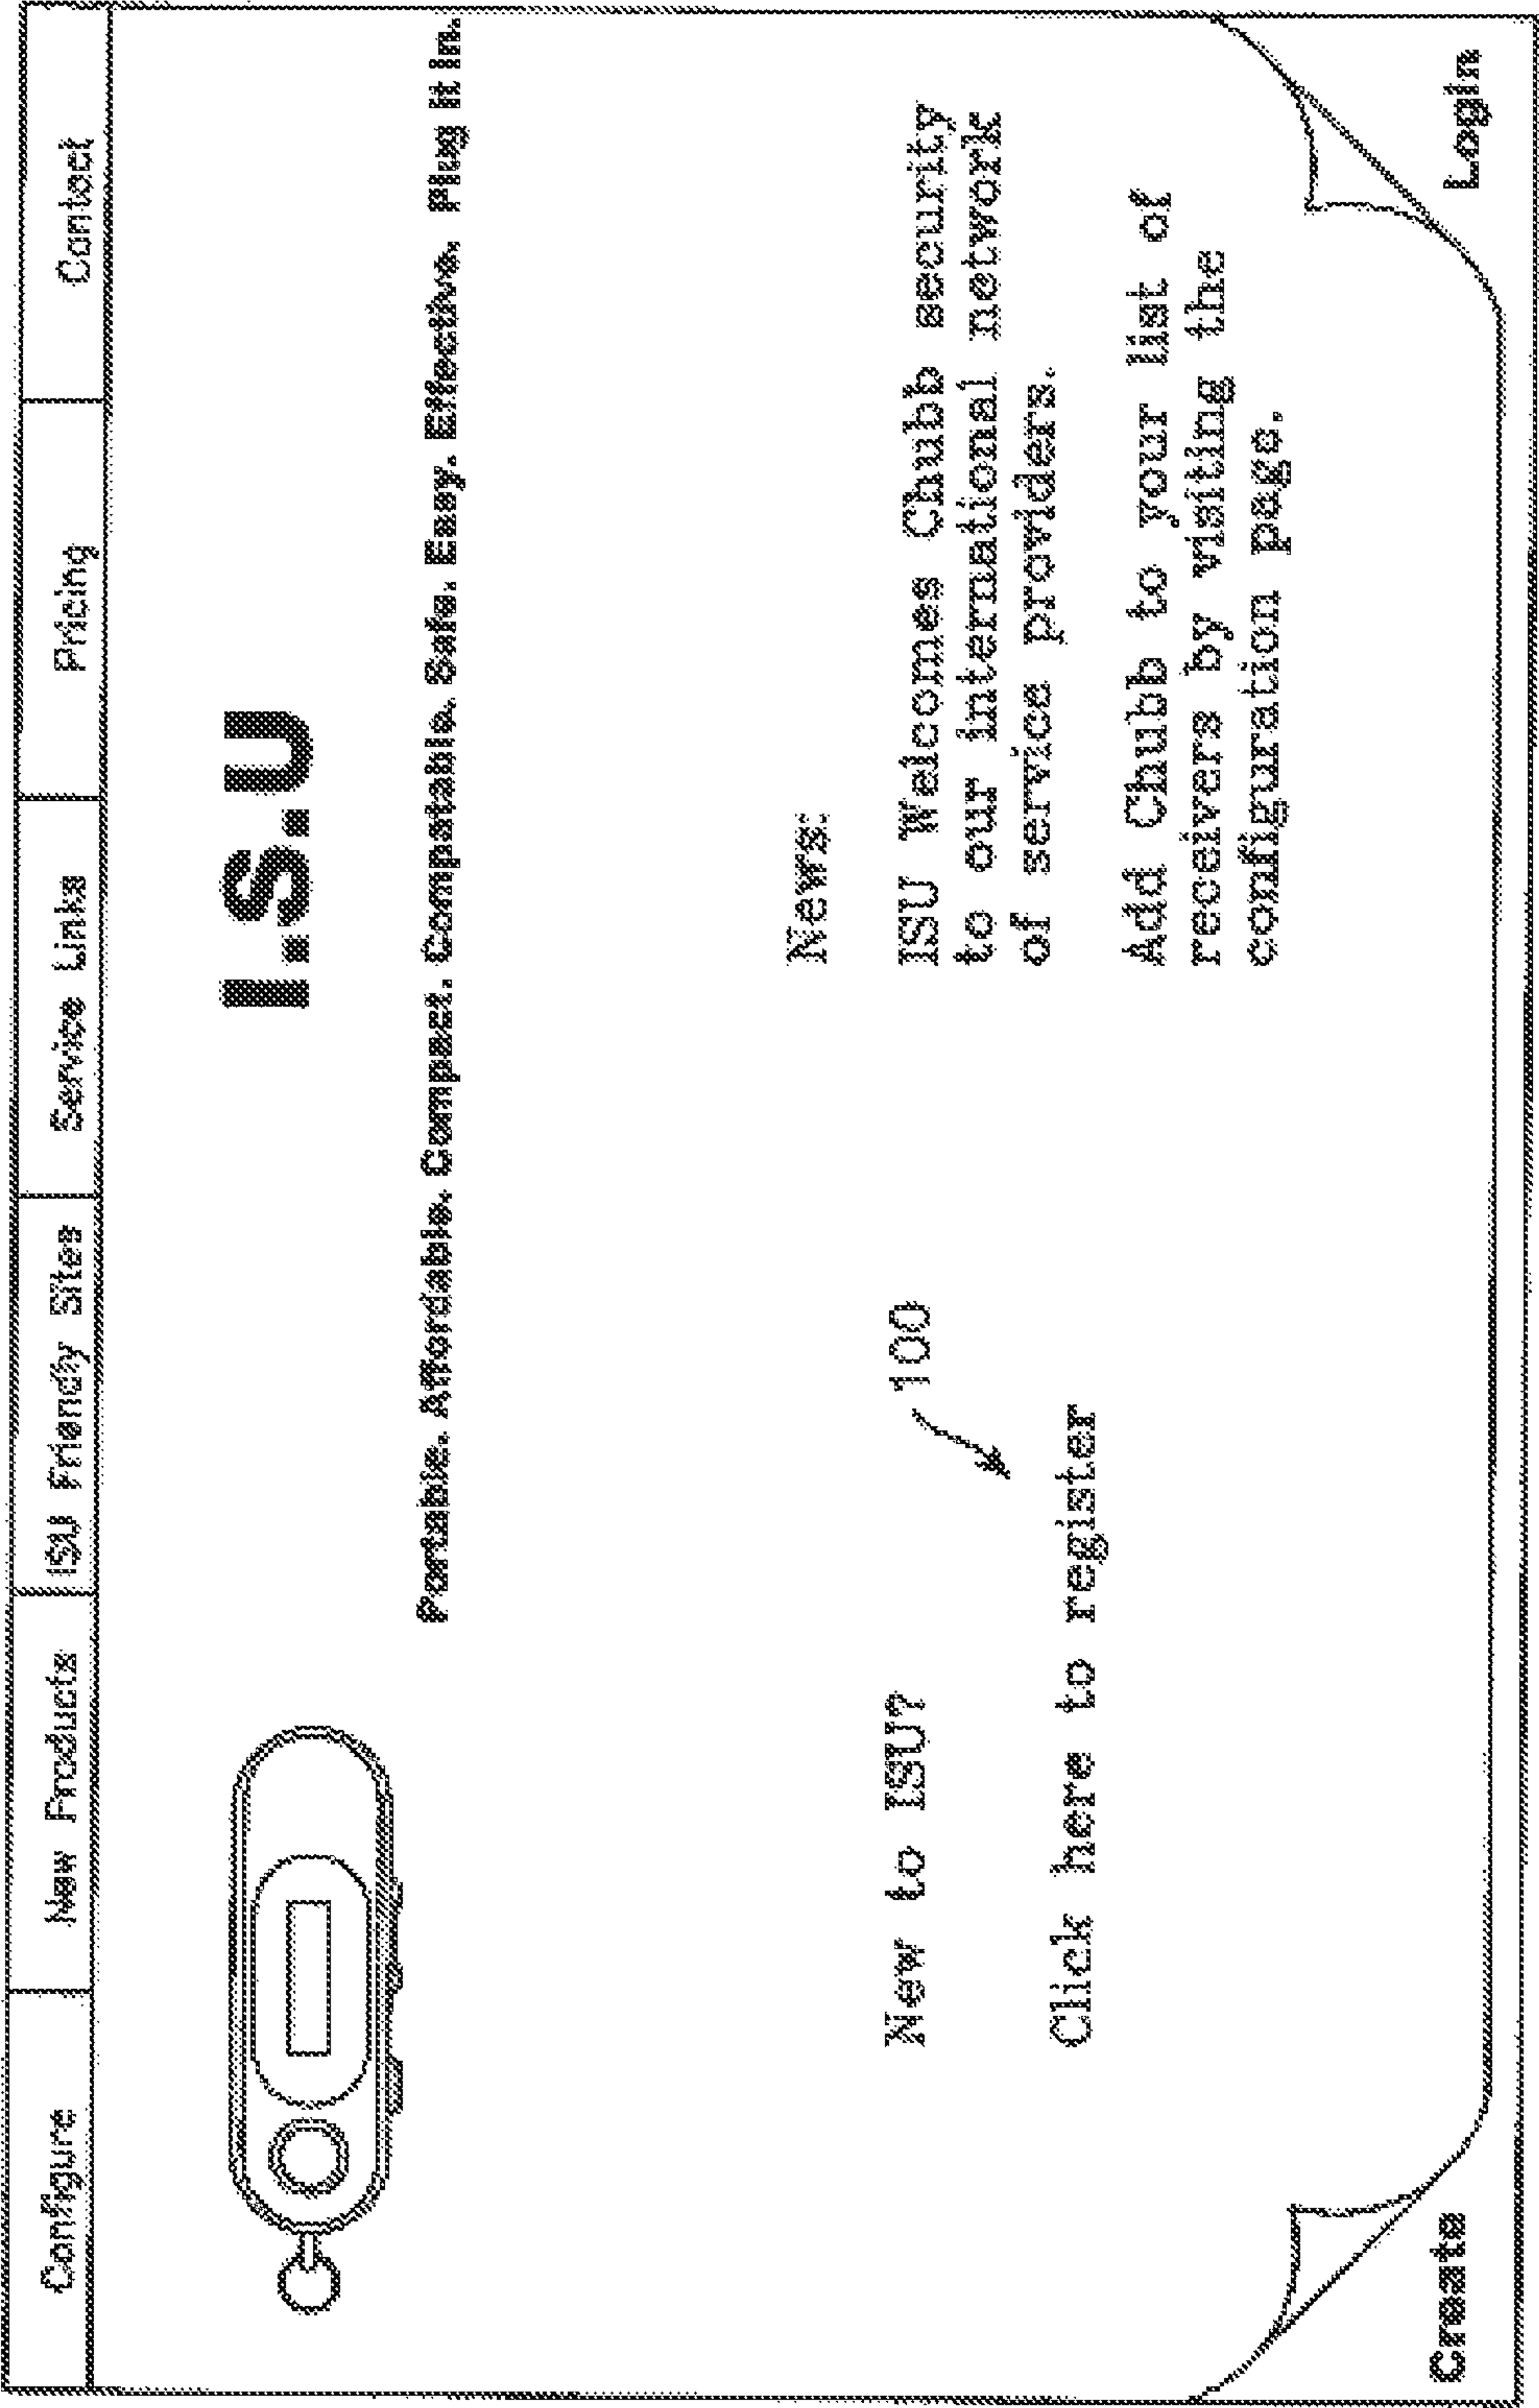 Configure
New Products
ISU Friendly Sites
Service Links
Pricing
Contact
I.S.U
Portable. Affordable. Compact. Compatable. Safe. Easy. Effective. Plug it in.
New to ISU?
100
Click here to register
News:
ISU Welcomes Chubb security
to our international network
of service providers.
Add Chubb to your list of
receivers by visiting the
configuration page.
Create
Login